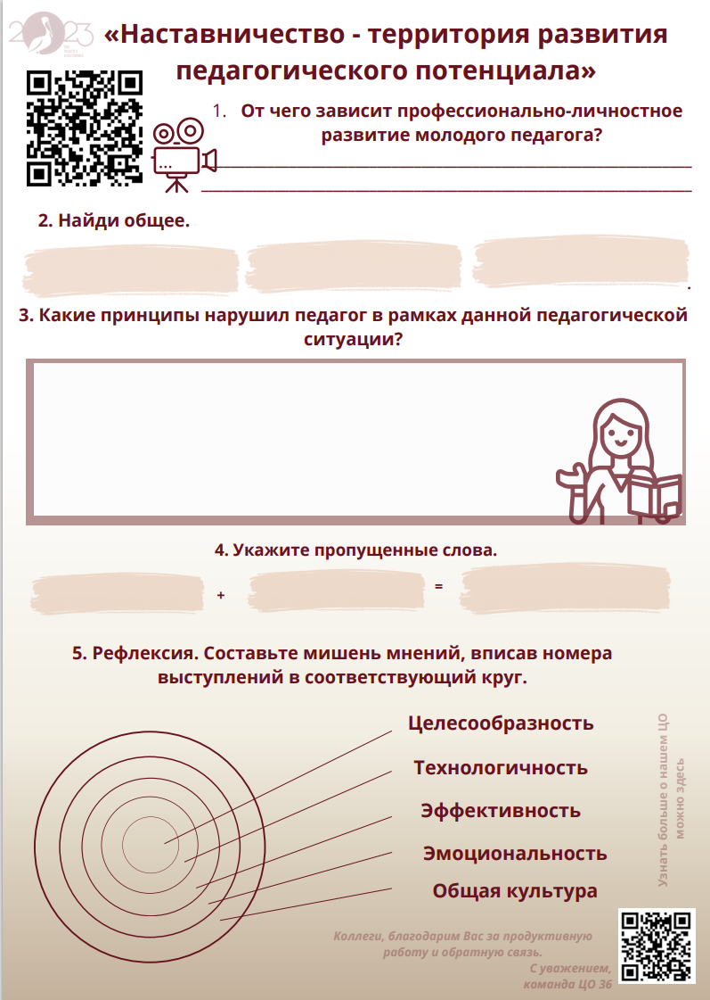 2023
«Наставничество - территория развития
педагогического потенциала»
1. От чего зависит профессионально-личностное
развитие молодого педагога?
2. Найди общее.
.
3. Какие принципы нарушил педагог в рамках данной педагогической
ситуации?
4. Укажите пропущенные слова.
+ =
5. Рефлексия. Составьте мишень мнений, вписав номера
выступлений в соответствующий круг.
Целесообразность
Технологичность
Эффективность
Эмоциональность
Общая культура
Узнать больше о нашем ЦО
можно здесь
Коллеги, благодарим Вас за продуктивную
работу и обратную связь.
С уважением,
команда ЦО 36